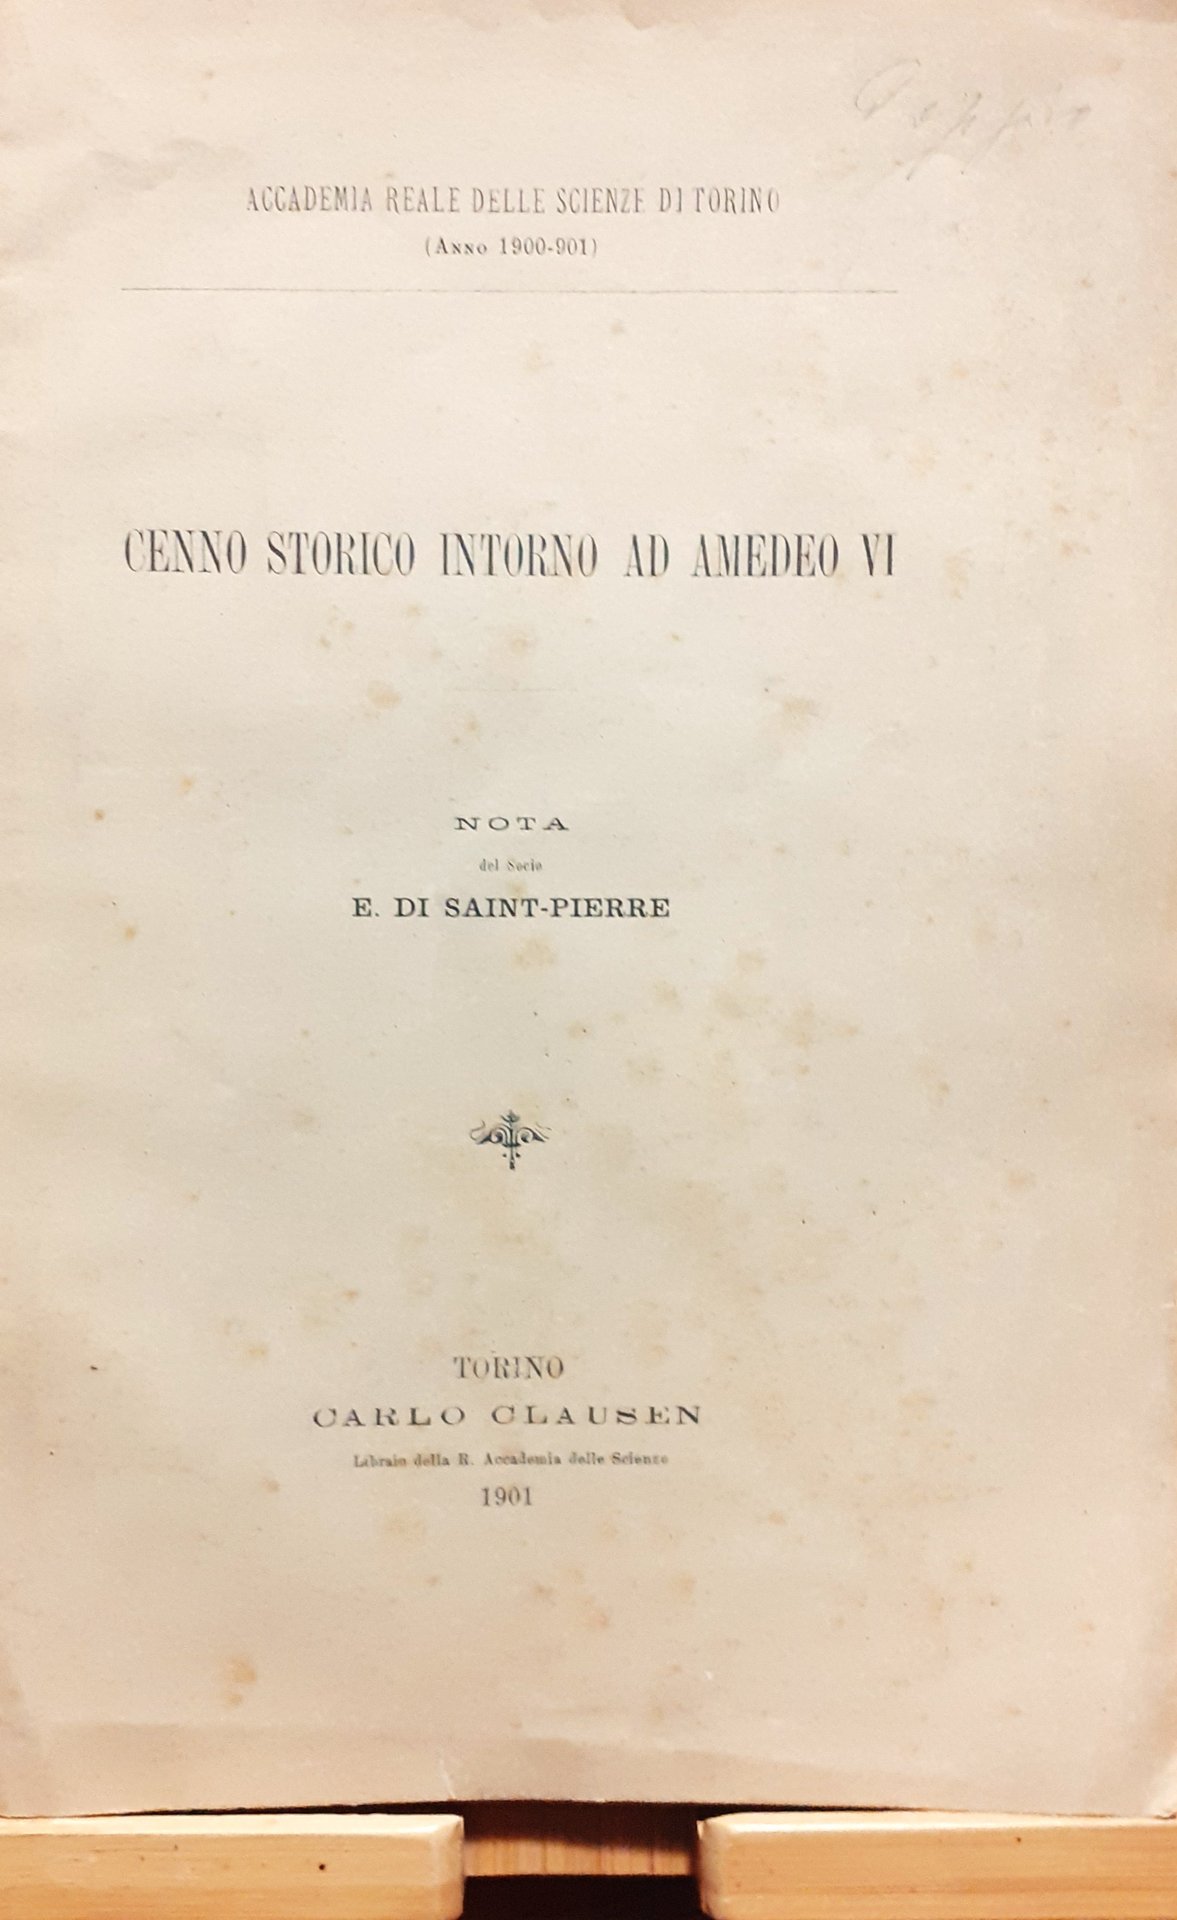 ACCADEMIA REALE DELLE SCIENZE DI TORINO
(Anno 1900-901)
CENNO STORICO INTORNO AD AMEDEO VI
NOTA
del Socio
E. DI SAINT-PIERRE
TORINO
CARLO CLAUSEN
Libraio della R. Accademia delle Scienze
1901